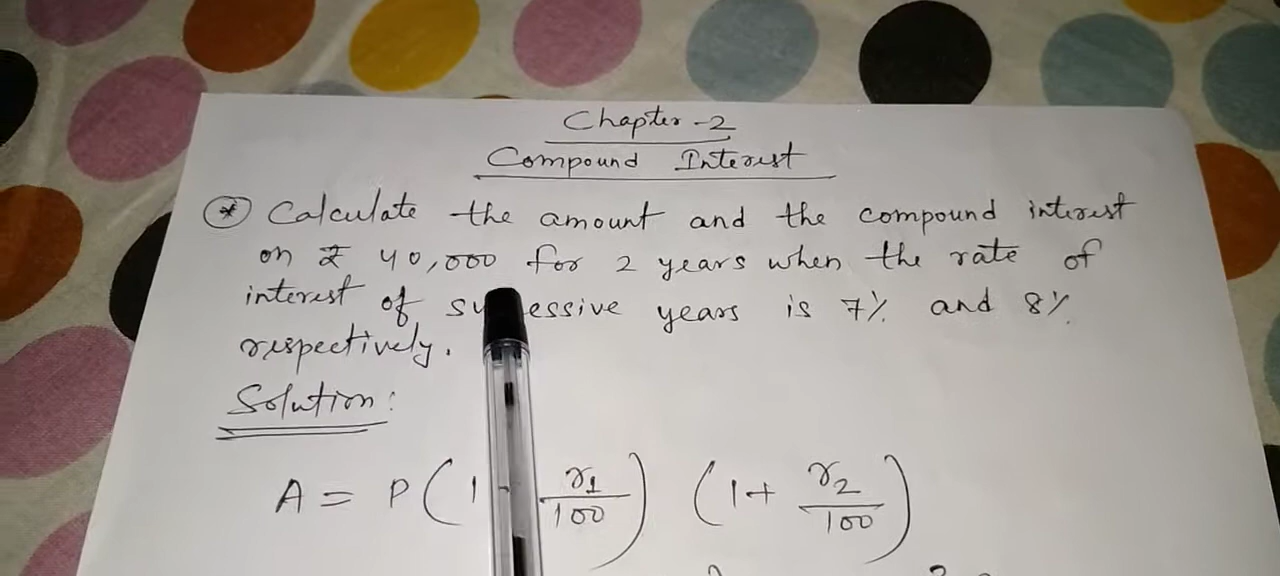 Chapter-2
Compound Interest
* Calculate the amount and the compound interest
on ₹ 40,000 for 2 years when the rate of
interest of years is 7% and 8%
respectively.
Solution:
A = P(1 r1/100) (1+ r2/100)